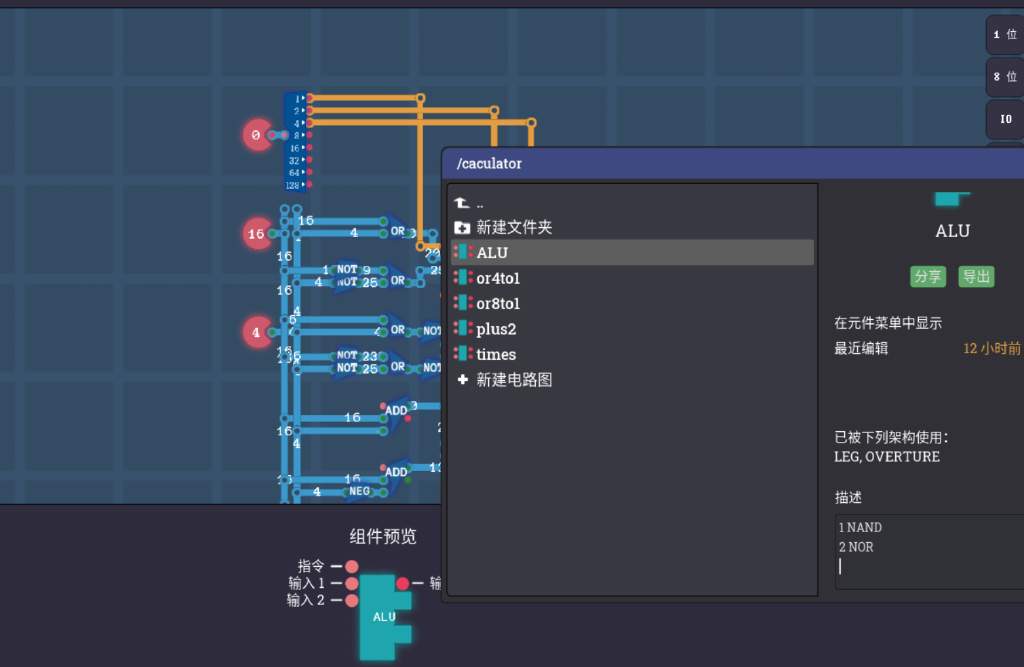 1 位
8 位
IO
1
2
4
8
16
32
64
128
0
/caculator
..
新建文件夹
ALU
or4to1
or8to1
plus2
times
新建电路图
ALU
分享
导出
在元件菜单中显示
最近编辑
12 小时前
已被下列架构使用：
LEG, OVERTURE
描述
1 NAND
2 NOR
16
16
4
OR
16
NOT
9
4
NOT
25
OR
16
4
4
OR
NOT
NOT
23
NOT
25
OR
NOT
ADD
16
16
4
ADD
16
4
NEG
组件预览
指令
输入 1
输入 2
输
ALU